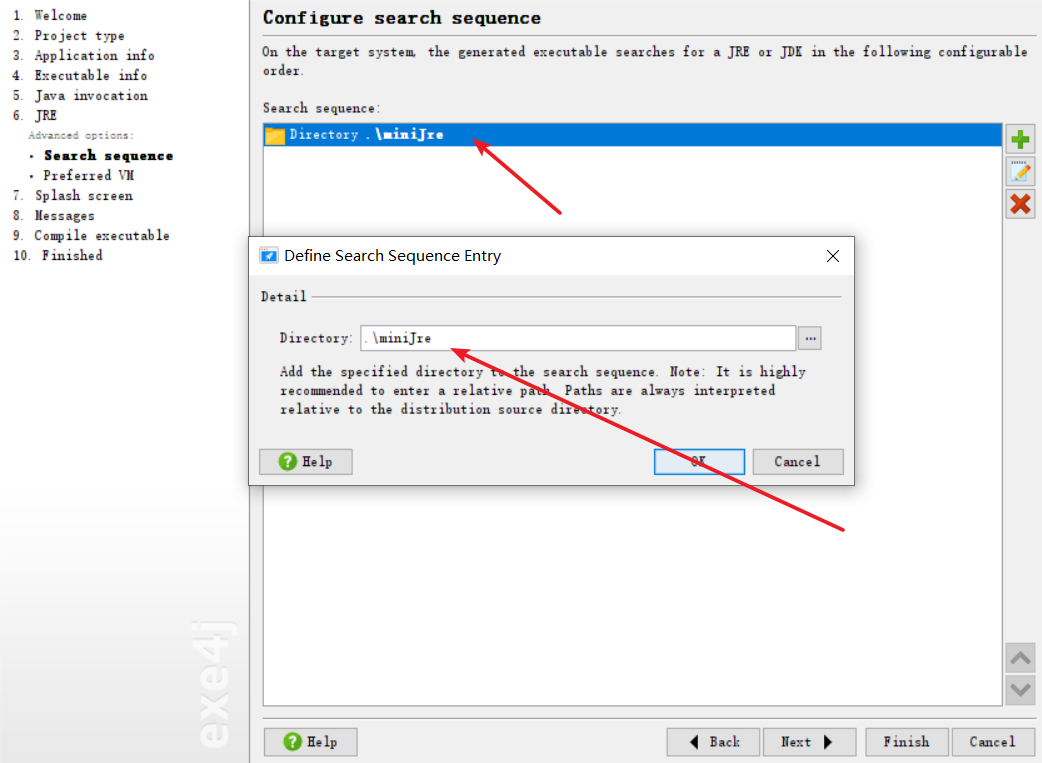 1. Welcome
2. Project type
3. Application info
4. Executable info
5. Java invocation
6. JRE
Advanced options:
• Search sequence
• Preferred VM
7. Splash screen
8. Messages
9. Compile executable
10. Finished
exe4j
Configure search sequence
On the target system, the generated executable searches for a JRE or JDK in the following configurable
order.
Search sequence:
Directory .\miniJre
Define Search Sequence Entry
Detail
Directory: .\miniJre ...
Add the specified directory to the search sequence. Note: It is highly
recommended to enter a relative path. Paths are always interpreted
relative to the distribution source directory.
Help OK Cancel
Help Back Next Finish Cancel